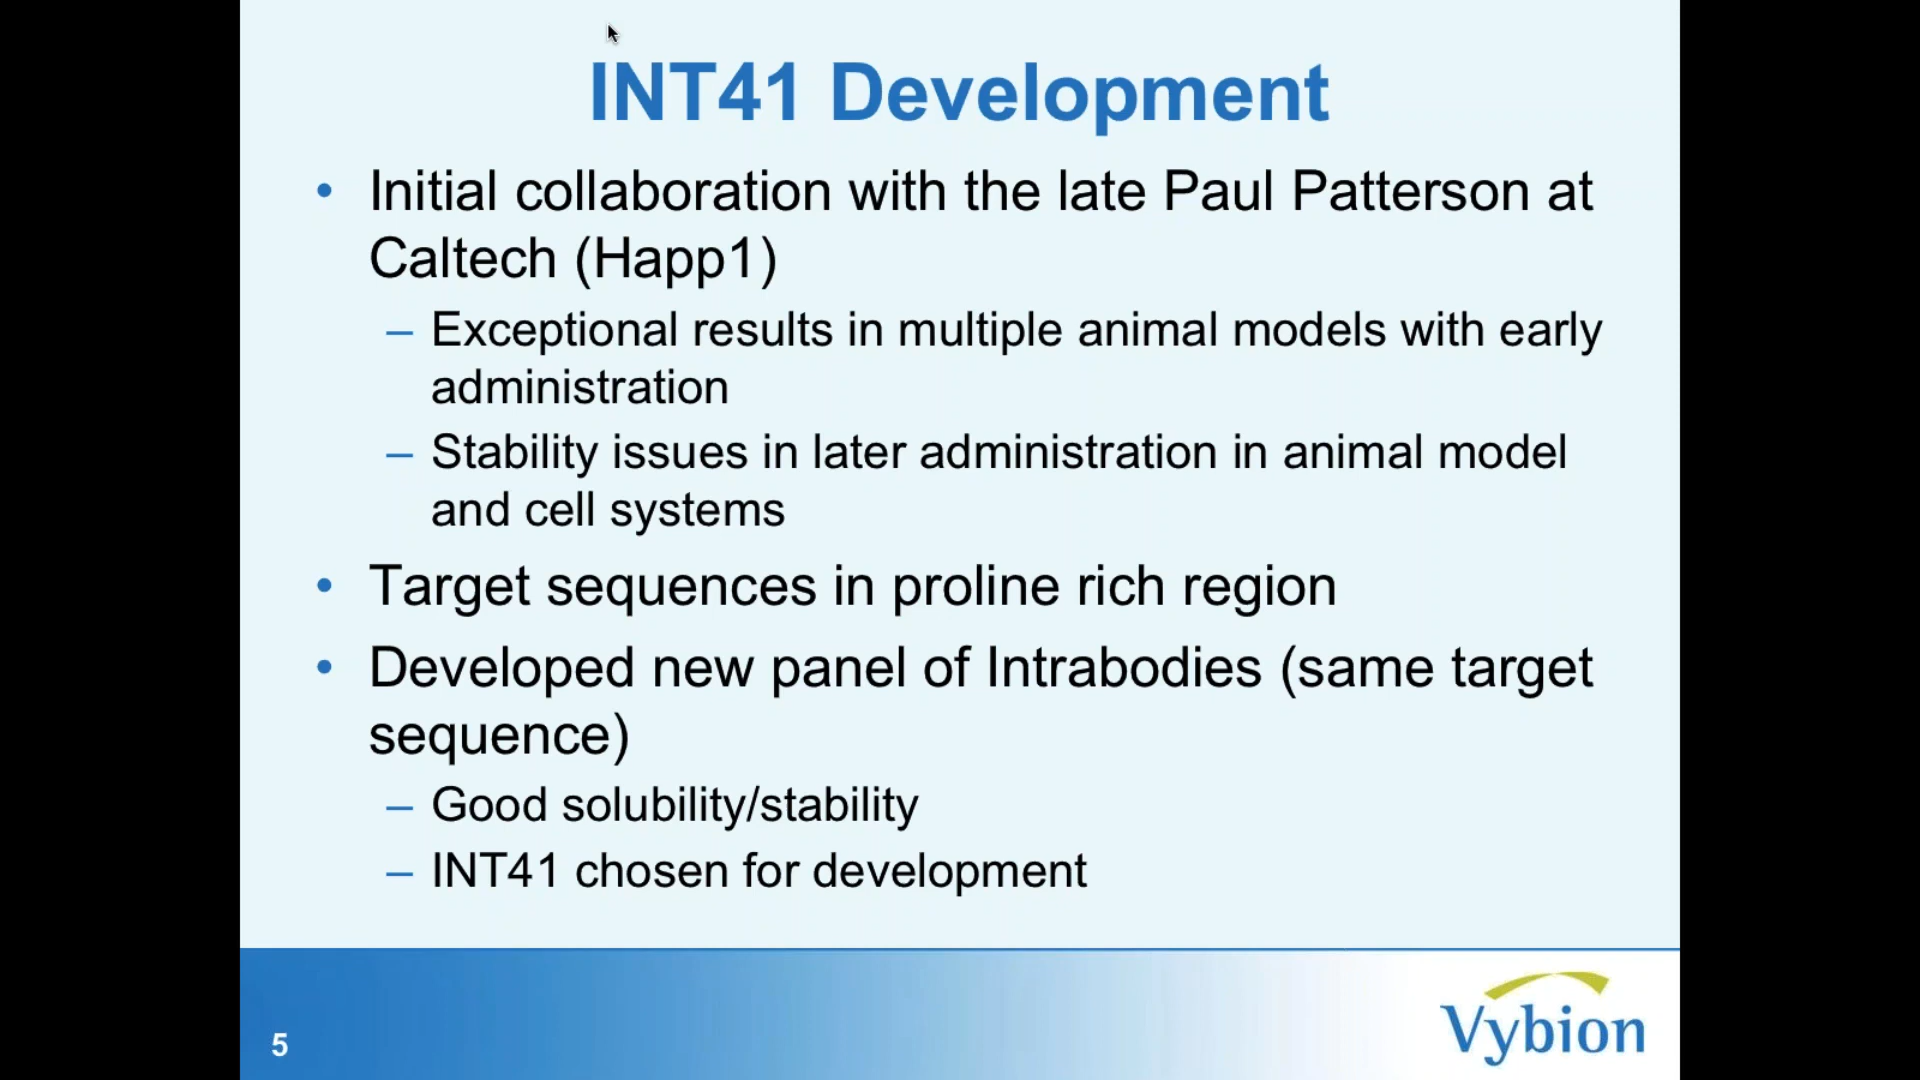 INT41 Development
• Initial collaboration with the late Paul Patterson at
Caltech (Happ1)
– Exceptional results in multiple animal models with early
administration
– Stability issues in later administration in animal model
and cell systems
• Target sequences in proline rich region
• Developed new panel of Intrabodies (same target
sequence)
– Good solubility/stability
– INT41 chosen for development
5
Vybion